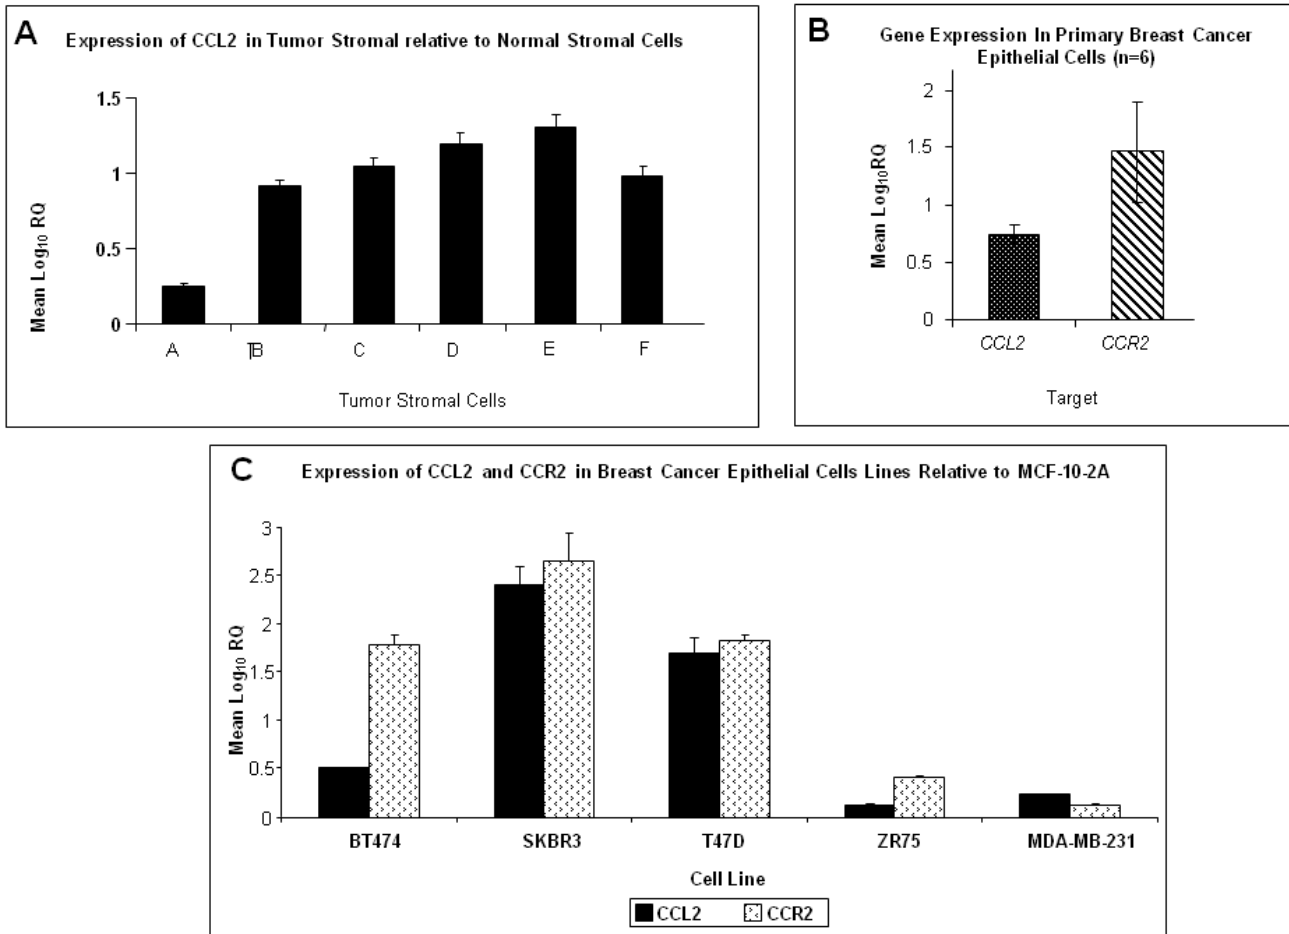 A
Expression of CCL2 in Tumor Stromal relative to Normal Stromal Cells
Mean Log₁₀ RQ
1.5
1
0.5
0
A B C D E F
Tumor Stromal Cells
B
Gene Expression In Primary Breast Cancer
Epithelial Cells (n=6)
Mean Log₁₀RQ
2
1.5
1
0.5
0
CCL2 CCR2
Target
C
Expression of CCL2 and CCR2 in Breast Cancer Epithelial Cells Lines Relative to MCF-10-2A
Mean Log₁₀ RQ
3
2.5
2
1.5
1
0.5
0
BT474 SKBR3 T47D ZR75 MDA-MB-231
Cell Line
CCL2 CCR2